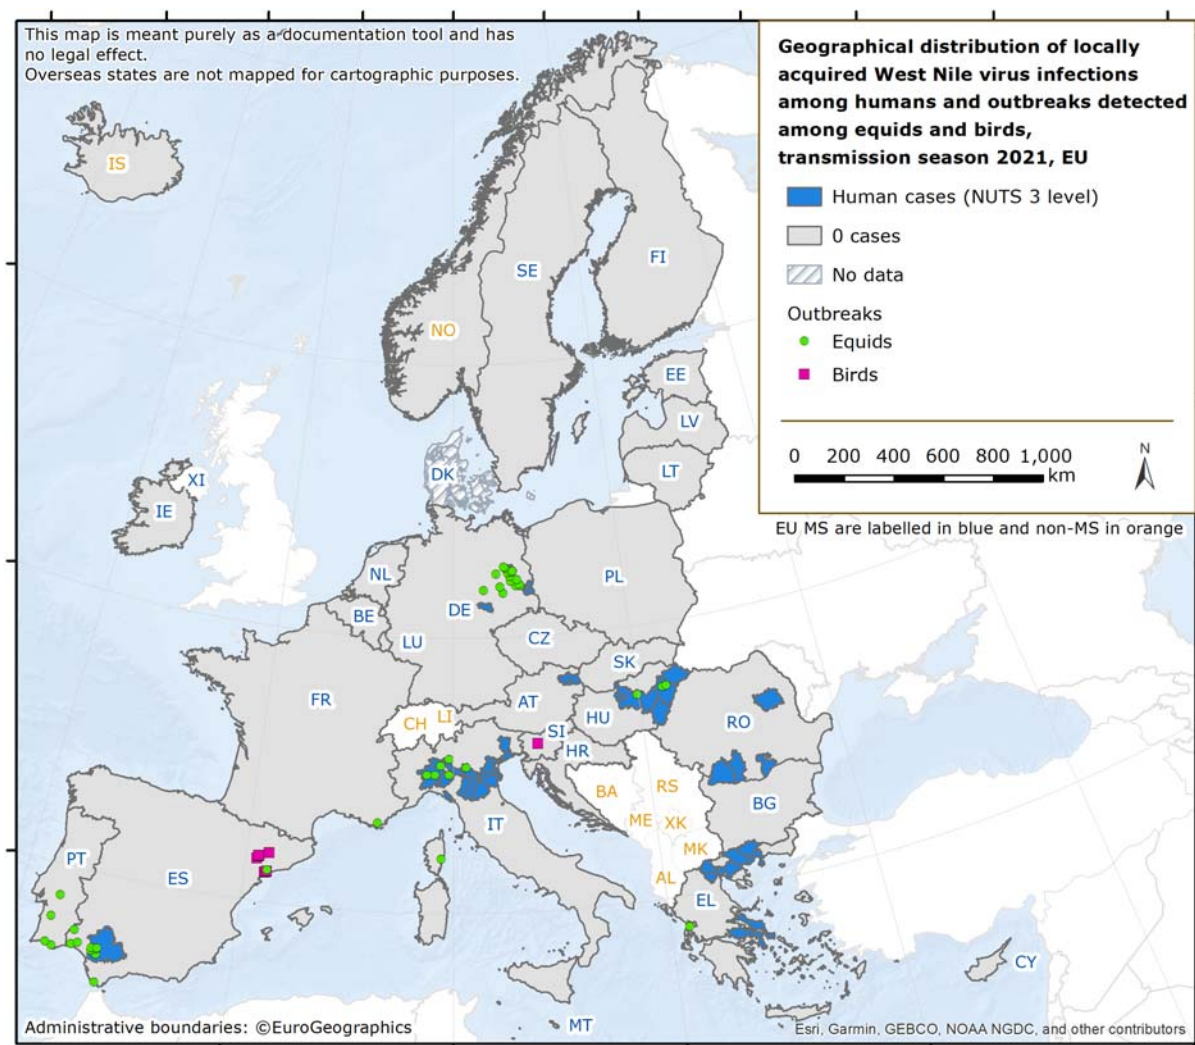 This map is meant purely as a documentation tool and has
no legal effect.
Overseas states are not mapped for cartographic purposes.
Geographical distribution of locally
acquired West Nile virus infections
among humans and outbreaks detected
among equids and birds,
transmission season 2021, EU
Human cases (NUTS 3 level)
0 cases
No data
Outbreaks
Equids
Birds
0 200 400 600 800 1,000
km
N
EU MS are labelled in blue and non-MS in orange
IS
SE
FI
NO
EE
LV
LT
DK
XI
IE
NL
PL
BE
DE
LU
CZ
SK
FR
AT
CH
LI
HU
RO
SI
HR
BA
RS
BG
IT
ME
XK
MK
PT
ES
AL
EL
CY
MT
Administrative boundaries: ©EuroGeographics
Esri, Garmin, GEBCO, NOAA NGDC, and other contributors